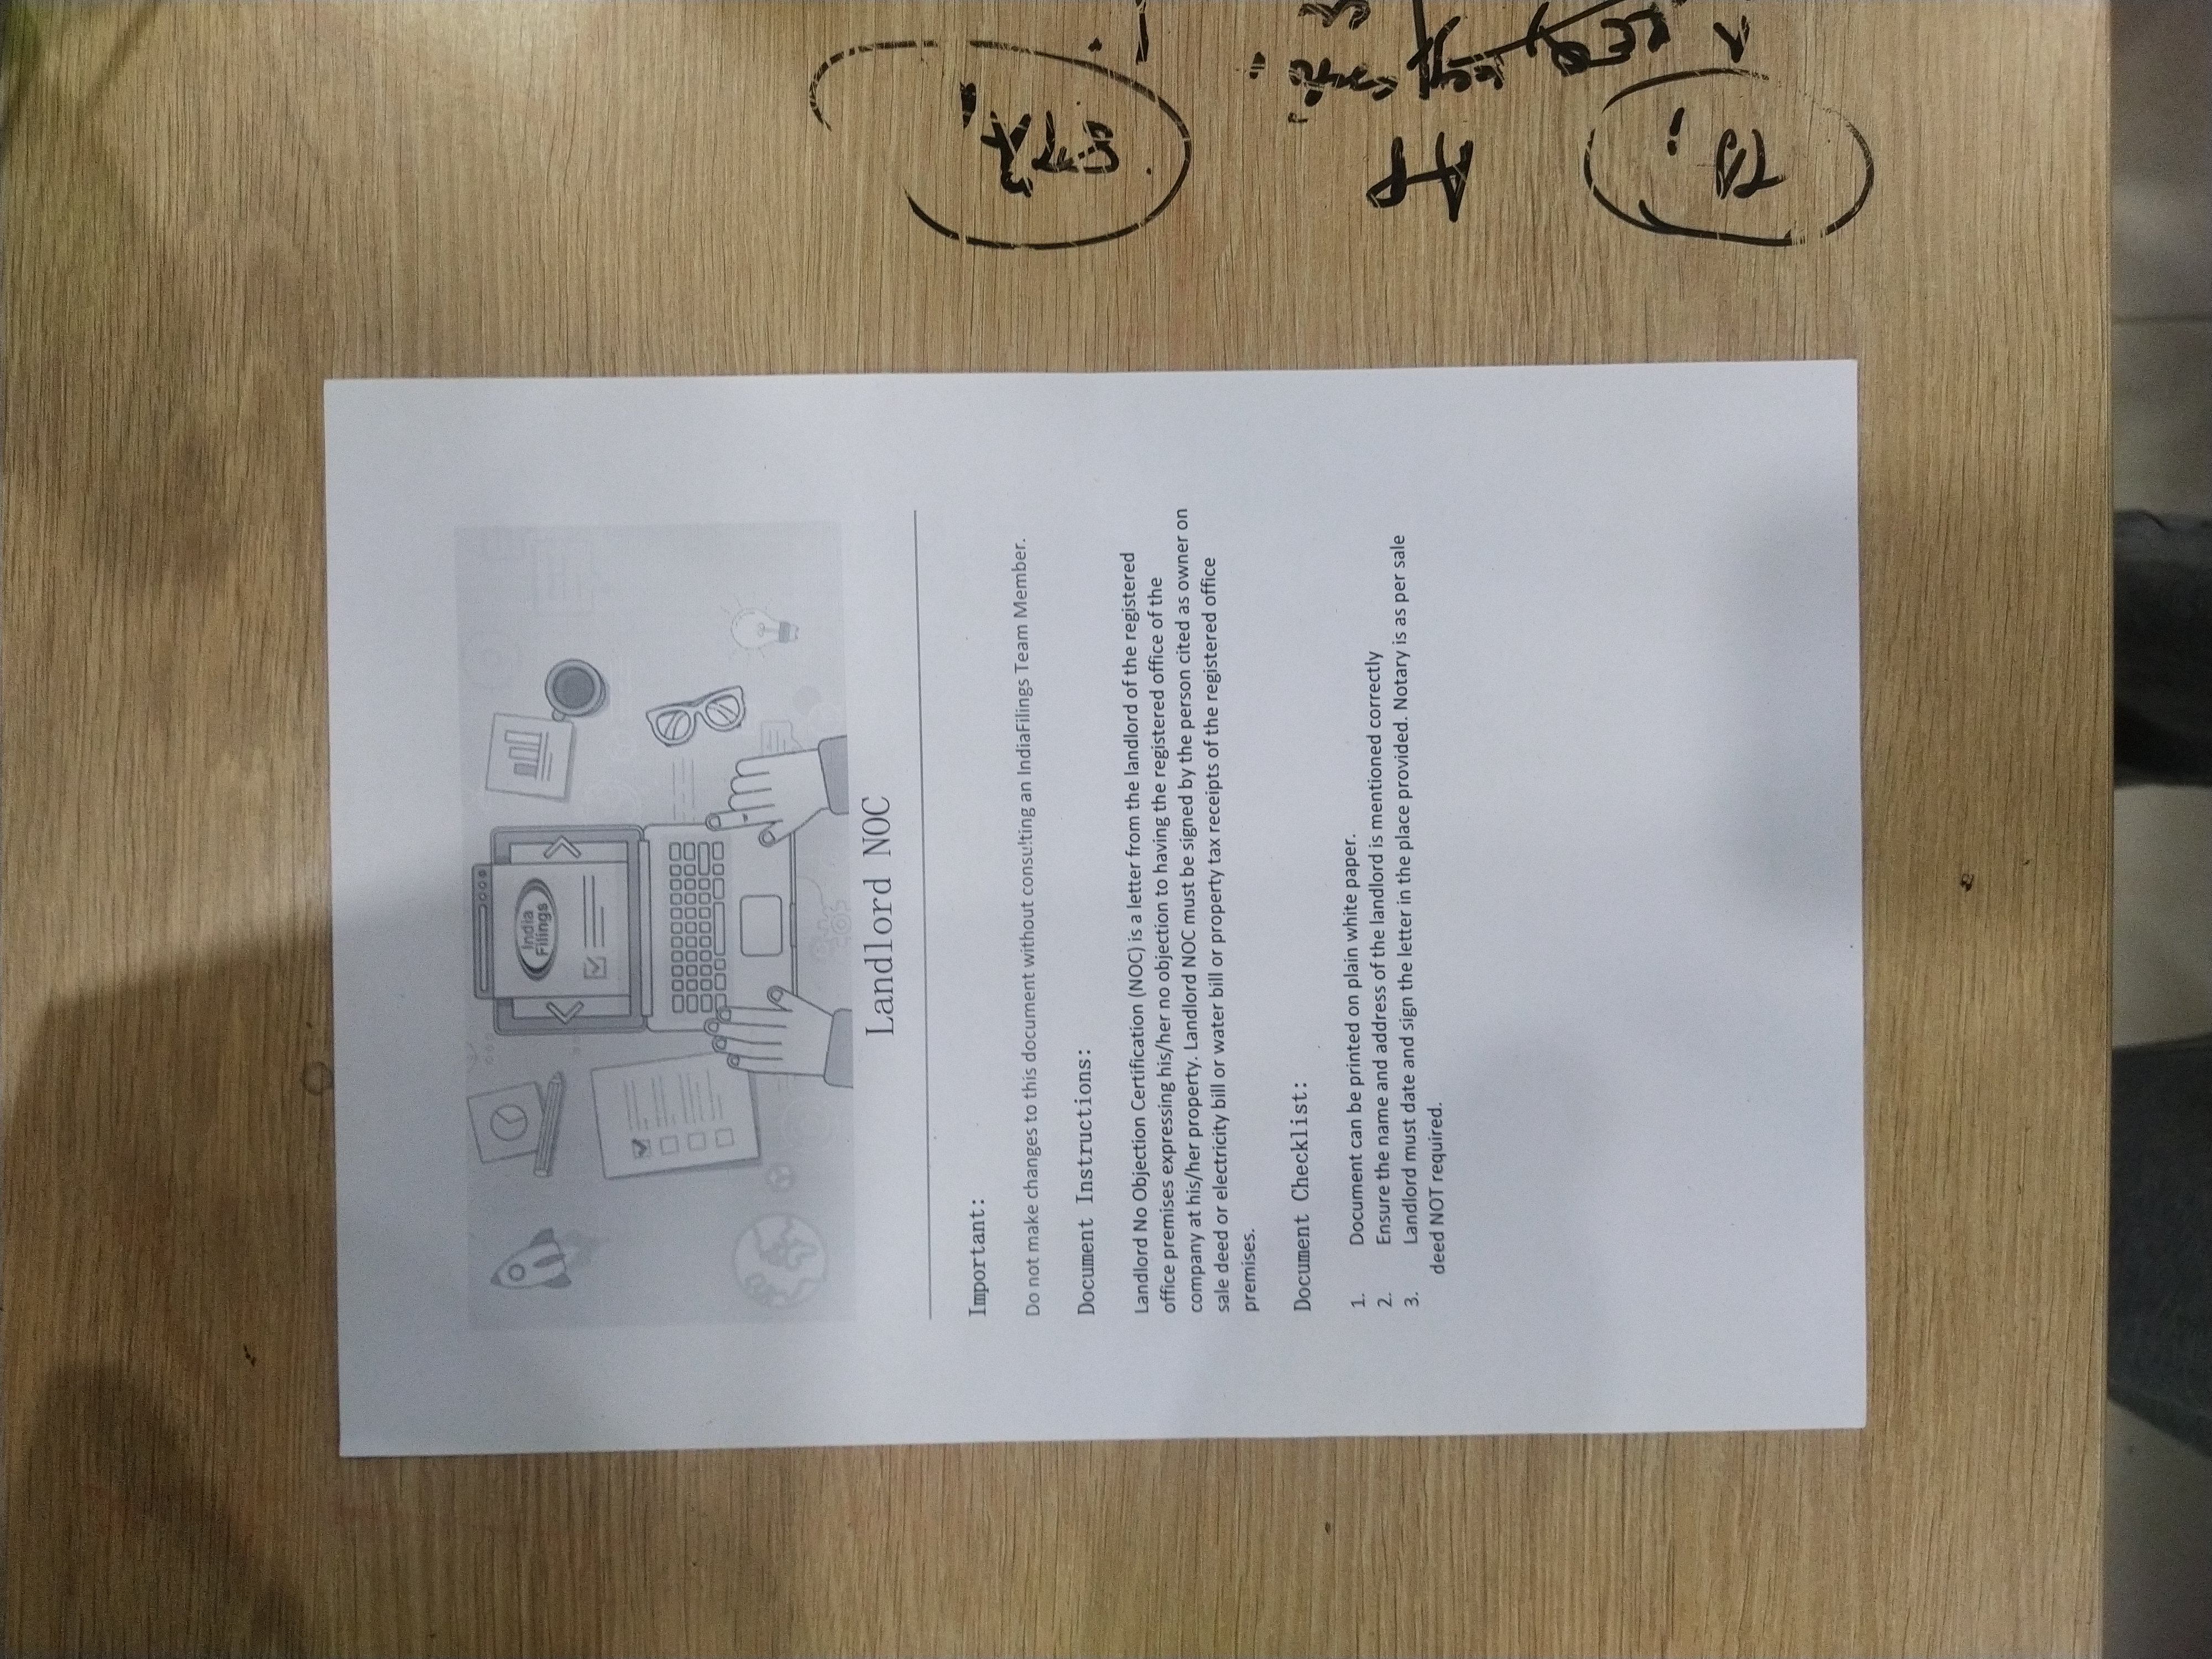 India
Filings
Landlord NOC
Important:
Do not make changes to this document without consulting an IndiaFilings Team Member.
Document Instructions:
Landlord No Objection Certification (NOC) is a letter from the landlord of the registered
office premises expressing his/her no objection to having the registered office of the
company at his/her property. Landlord NOC must be signed by the person cited as owner on
sale deed or electricity bill or water bill or property tax receipts of the registered office
premises.
Document Checklist:
1. Document can be printed on plain white paper.
2. Ensure the name and address of the landlord is mentioned correctly
3. Landlord must date and sign the letter in the place provided. Notary is as per sale
deed NOT required.
AP